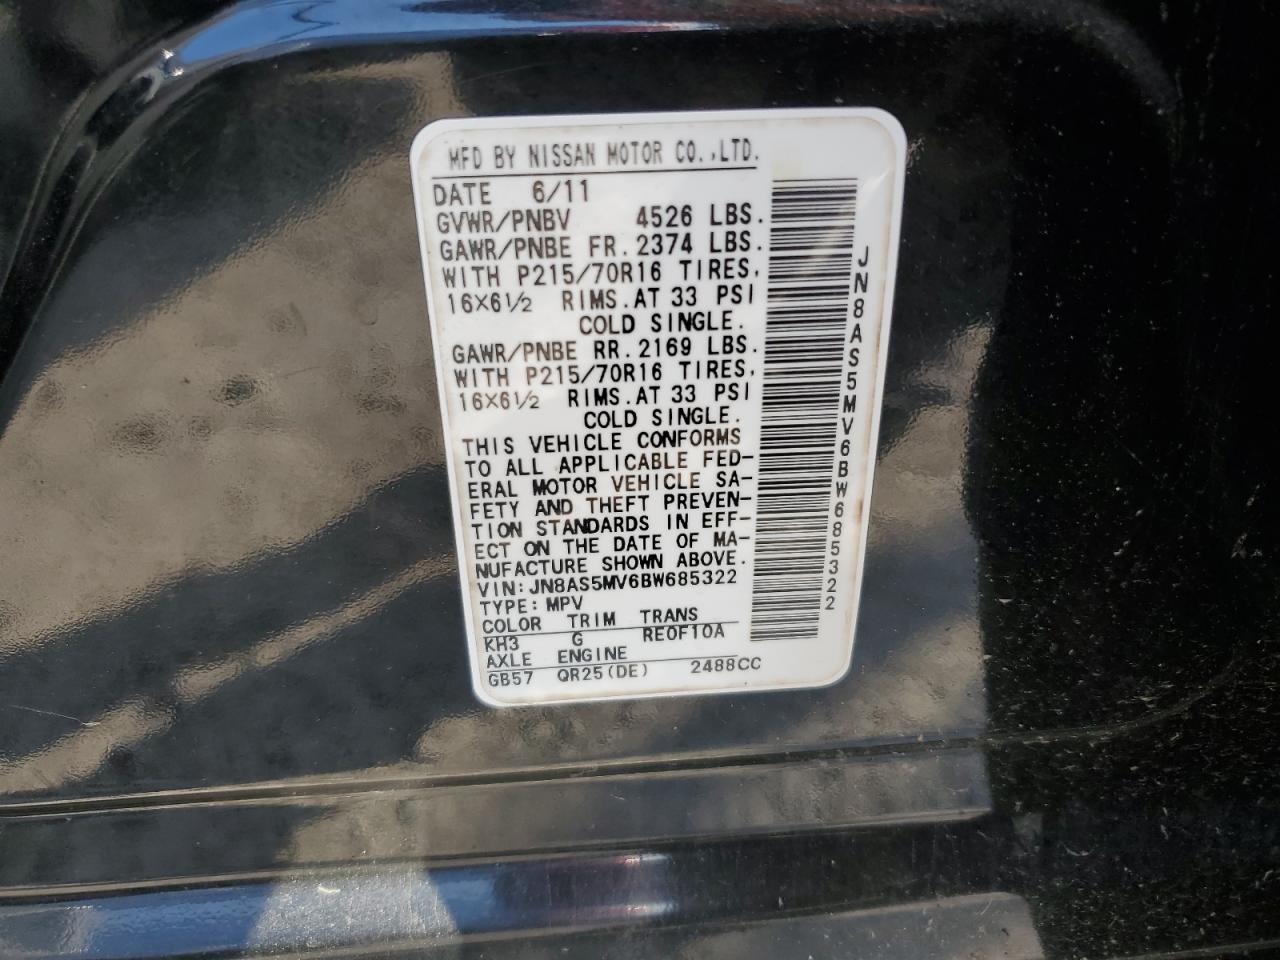 MFD BY NISSAN MOTOR CO.,LTD.
DATE 6/11
GVWR/PNBV 4526 LBS.
GAWR/PNBE FR. 2374 LBS.
WITH P215/70R16 TIRES,
16X6½ RIMS. AT 33 PSI
COLD SINGLE.
GAWR/PNBE RR. 2169 LBS.
WITH P215/70R16 TIRES,
16X6½ RIMS. AT 33 PSI
COLD SINGLE.
THIS VEHICLE CONFORMS
TO ALL APPLICABLE FED-
ERAL MOTOR VEHICLE SA-
FETY AND THEFT PREVEN-
TION STANDARDS IN EFF-
ECT ON THE DATE OF MA-
NUFACTURE SHOWN ABOVE.
VIN: JN8AS5MV6BW685322
TYPE: MPV
COLOR TRIM TRANS
KH3 G RE0F10A
AXLE ENGINE
GB57 QR25(DE) 2488CC
JN8AS5MV6BW685322